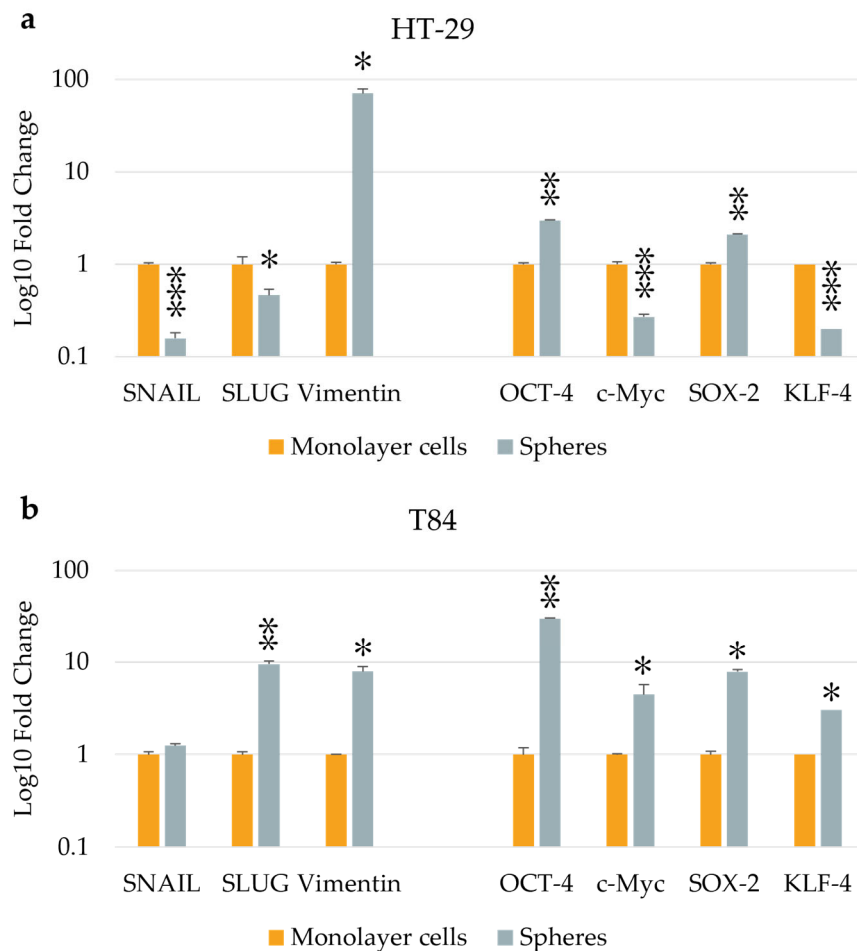 a
HT-29
Log10 Fold Change
100
10
1
0.1
*** * * ** *** ** ***
SNAIL SLUG Vimentin OCT-4 c-Myc SOX-2 KLF-4
Monolayer cells Spheres
b
T84
Log10 Fold Change
100
10
1
0.1
** * ** * * *
SNAIL SLUG Vimentin OCT-4 c-Myc SOX-2 KLF-4
Monolayer cells Spheres